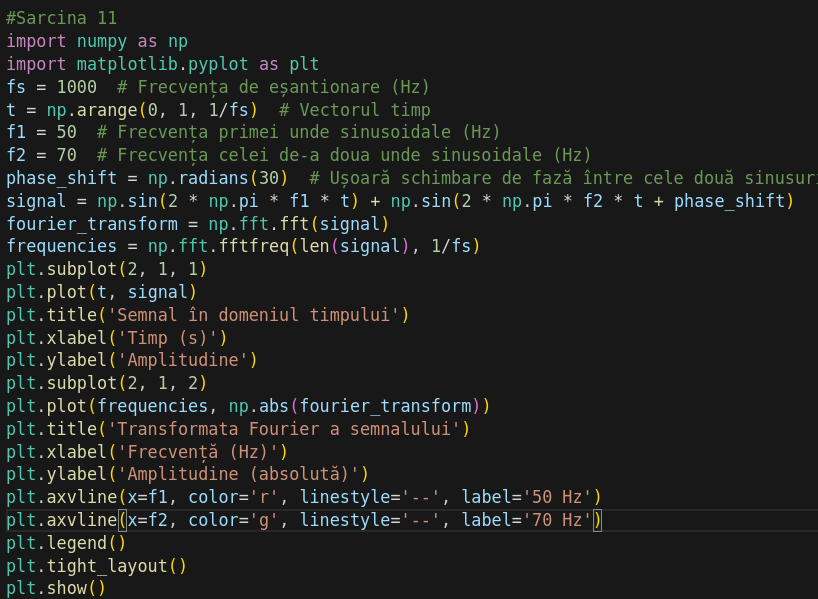 #Sarcina 11
import numpy as np
import matplotlib.pyplot as plt
fs = 1000  # Frecvența de eșantionare (Hz)
t = np.arange(0, 1, 1/fs)  # Vectorul timp
f1 = 50  # Frecvența primei unde sinusoidale (Hz)
f2 = 70  # Frecvența celei de-a doua unde sinusoidale (Hz)
phase_shift = np.radians(30)  # Ușoară schimbare de fază între cele două
signal = np.sin(2 * np.pi * f1 * t) + np.sin(2 * np.pi * f2 * t + phase_shift)
fourier_transform = np.fft.fft(signal)
frequencies = np.fft.fftfreq(len(signal), 1/fs)
plt.subplot(2, 1, 1)
plt.plot(t, signal)
plt.title('Semnal în domeniul timpului')
plt.xlabel('Timp (s)')
plt.ylabel('Amplitudine')
plt.subplot(2, 1, 2)
plt.plot(frequencies, np.abs(fourier_transform))
plt.title('Transformata Fourier a semnalului')
plt.xlabel('Frecvență (Hz)')
plt.ylabel('Amplitudine (absolută)')
plt.axvline(x=f1, color='r', linestyle='--', label='50 Hz')
plt.axvline(x=f2, color='g', linestyle='--', label='70 Hz')
plt.legend()
plt.tight_layout()
plt.show()